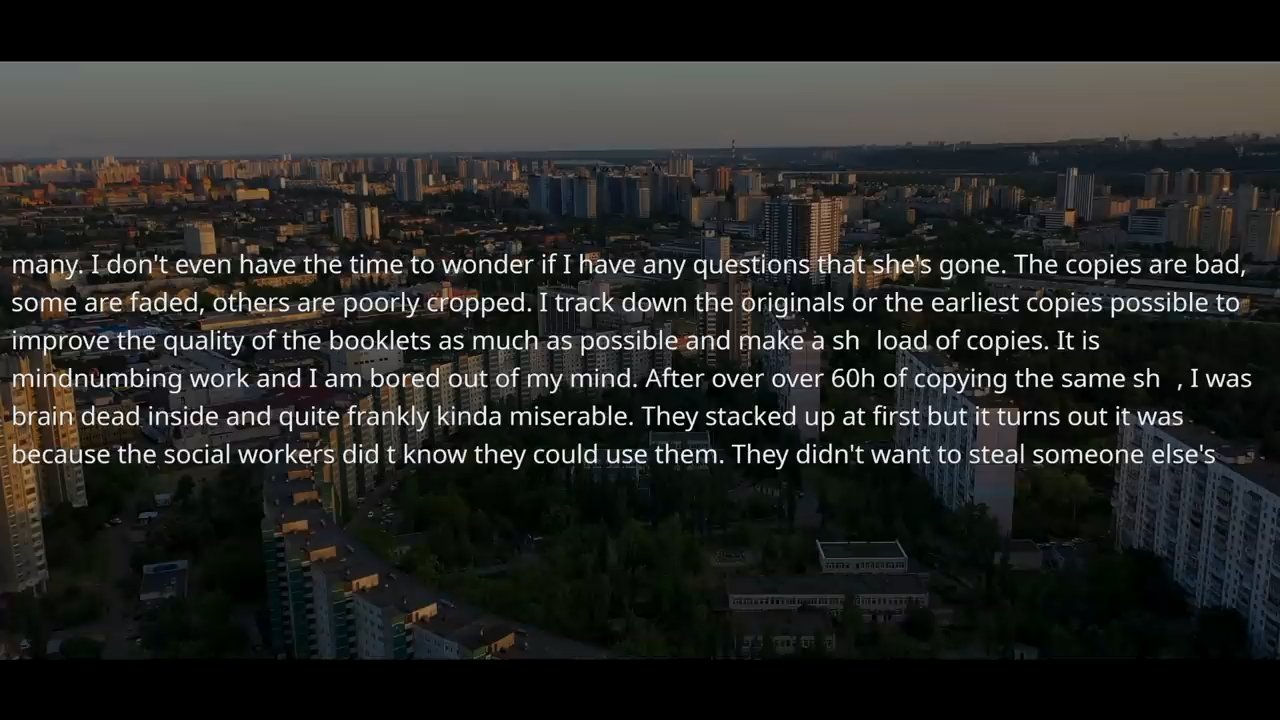 many. I don't even have the time to wonder if I have any questions that she's gone. The copies are bad,
some are faded, others are poorly cropped. I track down the originals or the earliest copies possible to
improve the quality of the booklets as much as possible and make a sh  load of copies. It is
mindnumbing work and I am bored out of my mind. After over over 60h of copying the same sh  , I was
brain dead inside and quite frankly kinda miserable. They stacked up at first but it turns out it was
because the social workers did t know they could use them. They didn't want to steal someone else's